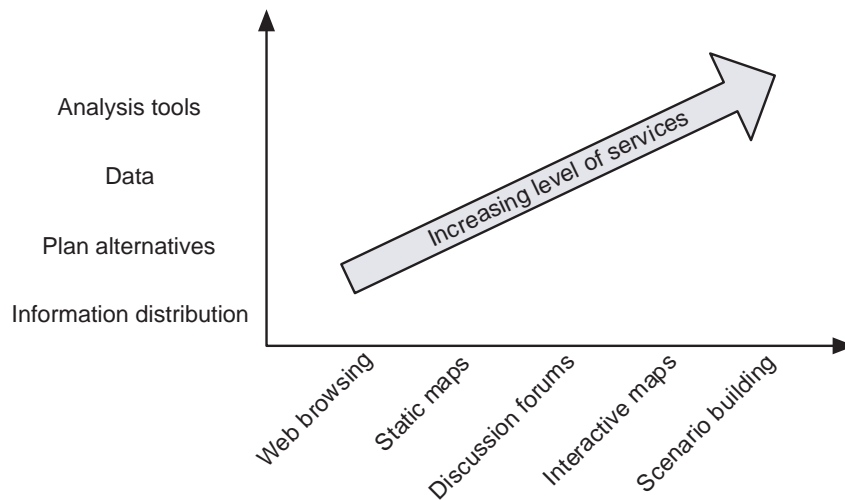 Analysis tools
Data
Plan alternatives
Information distribution
Increasing level of services
Web browsing
Static maps
Discussion forums
Interactive maps
Scenario building